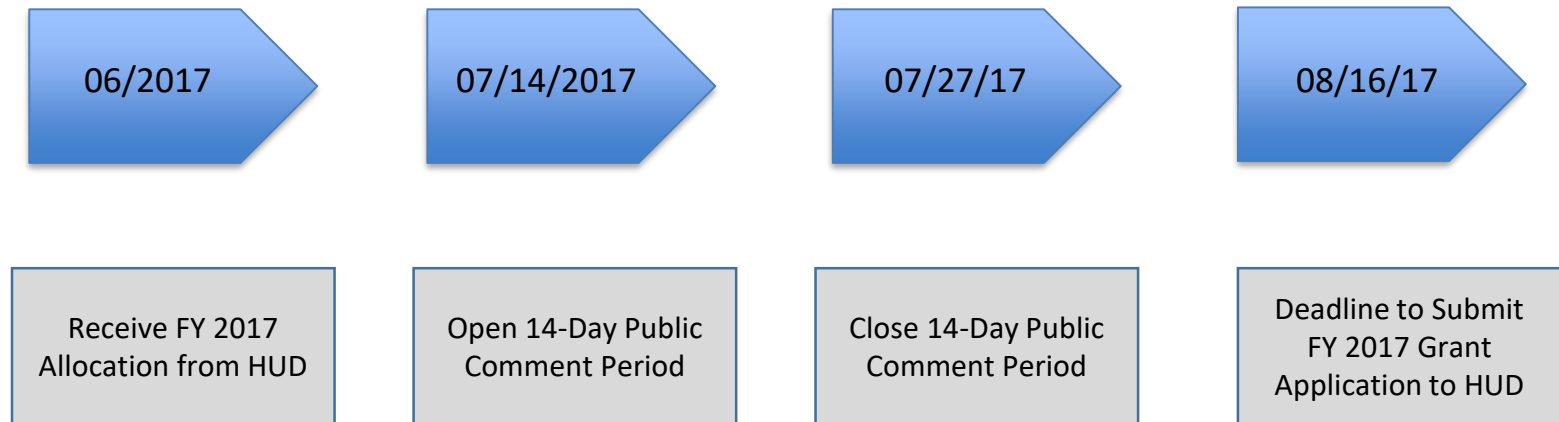 06/2017
07/14/2017
07/27/17
08/16/17
Receive FY 2017
Allocation from HUD
Open 14-Day Public
Comment Period
Close 14-Day Public
Comment Period
Deadline to Submit
FY 2017 Grant
Application to HUD